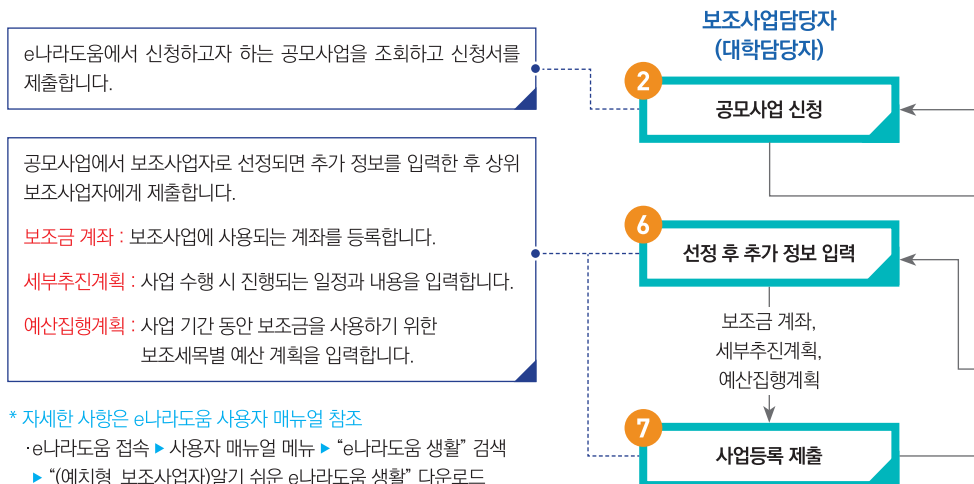 보조사업담당자
(대학담당자)
e나라도움에서 신청하고자 하는 공모사업을 조회하고 신청서를
제출합니다.
2
공모사업 신청
공모사업에서 보조사업자로 선정되면 추가 정보를 입력한 후 상위
보조사업자에게 제출합니다.
보조금 계좌 : 보조사업에 사용되는 계좌를 등록합니다.
세부추진계획 : 사업 수행 시 진행되는 일정과 내용을 입력합니다.
예산집행계획 : 사업 기간 동안 보조금을 사용하기 위한
보조세목별 예산 계획을 입력합니다.
6
선정 후 추가 정보 입력
보조금 계좌,
세부추진계획,
예산집행계획
7
사업등록 제출
* 자세한 사항은 e나라도움 사용자 매뉴얼 참조
·e나라도움 접속 ▶ 사용자 매뉴얼 메뉴 ▶ “e나라도움 생활” 검색
▶ “(예치형 보조사업자)알기 쉬운 e나라도움 생활” 다운로드